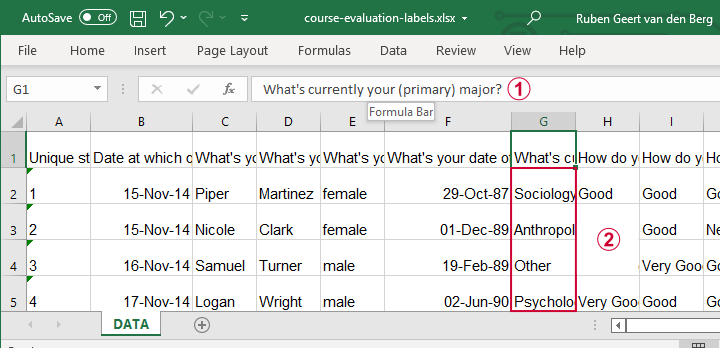 AutoSave Off course-evaluation-labels.xlsx Ruben Geert van den Berg
File Home Insert Page Layout Formulas Data Review View Help
G1 fx What's currently your (primary) major? 1
Formula Bar
A B C D E F G H I
1 Unique st Date at which c What's yo What's yo What's yo What's your date of What's cu How do y How do yo Ho
2 1 15-Nov-14 Piper Martinez female 29-Oct-87 Sociology Good Good Go
3 2 15-Nov-14 Nicole Clark female 01-Dec-89 Anthropol 2 Good Ne
4 3 16-Nov-14 Samuel Turner male 19-Feb-89 Other Very Good Go
5 4 17-Nov-14 Logan Wright male 02-Jun-90 Psycholo Very Good Good Go
DATA